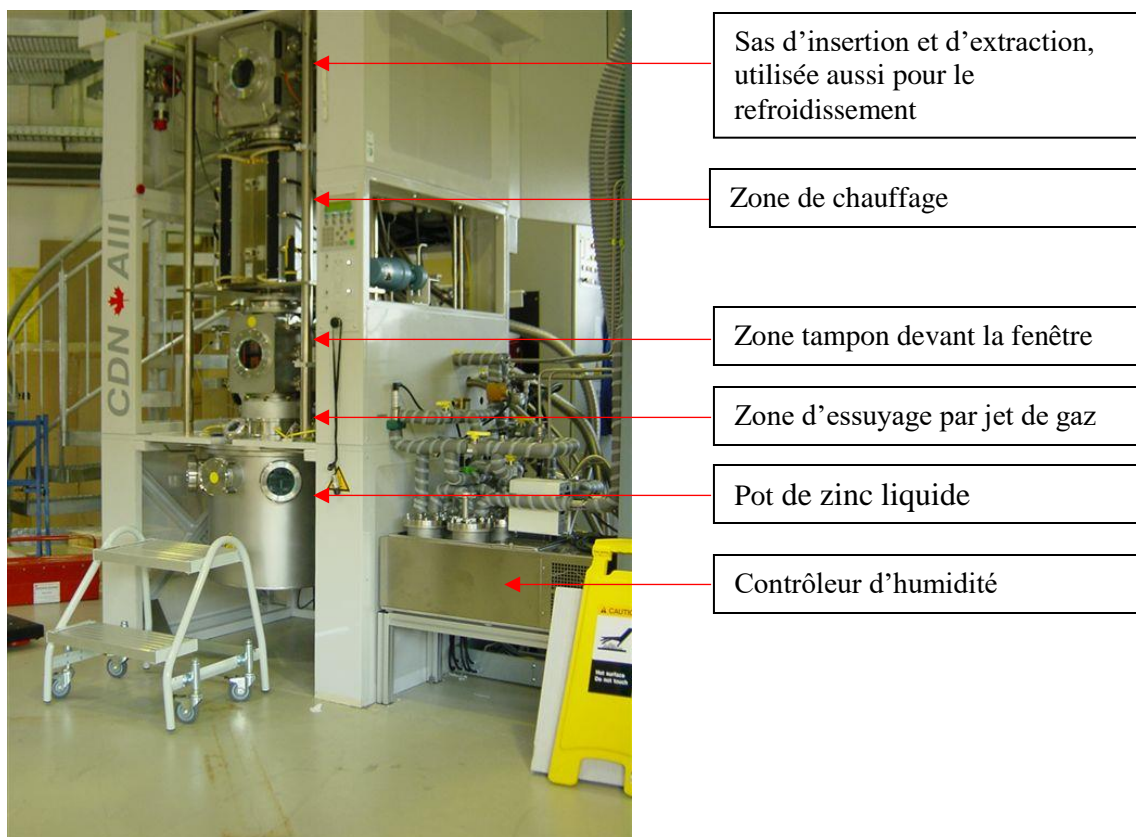 Sas d’insertion et d’extraction,
utilisée aussi pour le
refroidissement
Zone de chauffage
Zone tampon devant la fenêtre
Zone d’essuyage par jet de gaz
Pot de zinc liquide
Contrôleur d’humidité
CDN AIII
CAUTIO
Hot surface
Do not touch